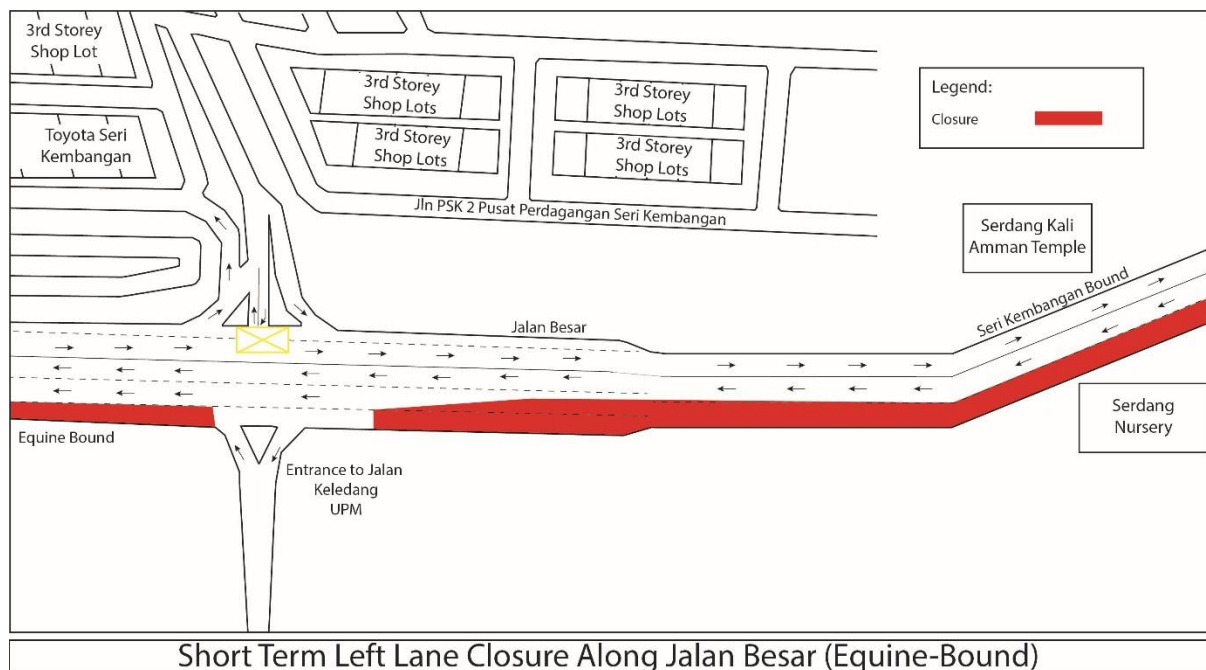 3rd Storey
Shop Lot
Toyota Seri
Kembangan
3rd Storey
Shop Lots
3rd Storey
Shop Lots
3rd Storey
Shop Lots
3rd Storey
Shop Lots
Jln PSK 2 Pusat Perdagangan Seri Kembangan
Legend:
Closure
Serdang Kali
Amman Temple
Seri Kembangan Bound
Jalan Besar
Serdang
Nursery
Equine Bound
Entrance to Jalan
Keledang
UPM
Short Term Left Lane Closure Along Jalan Besar (Equine-Bound)